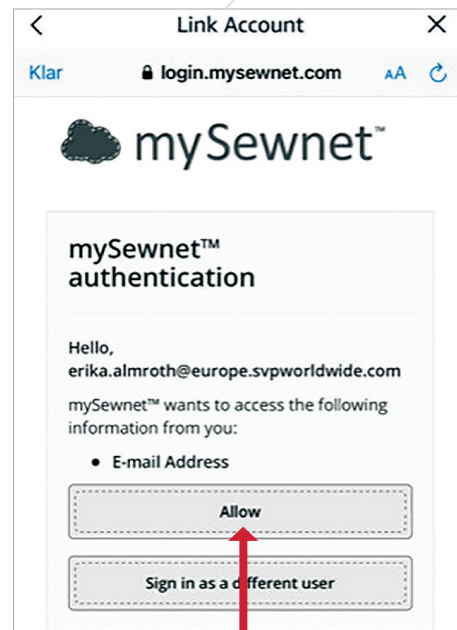 Link Account
Klar login.mysewnet.com AA
mySewnet™
mySewnet™
authentication
Hello,
erika.almroth@europe.svpworldwide.com
mySewnet™ wants to access the following
information from you:
• E-mail Address
Allow
Sign in as a different user